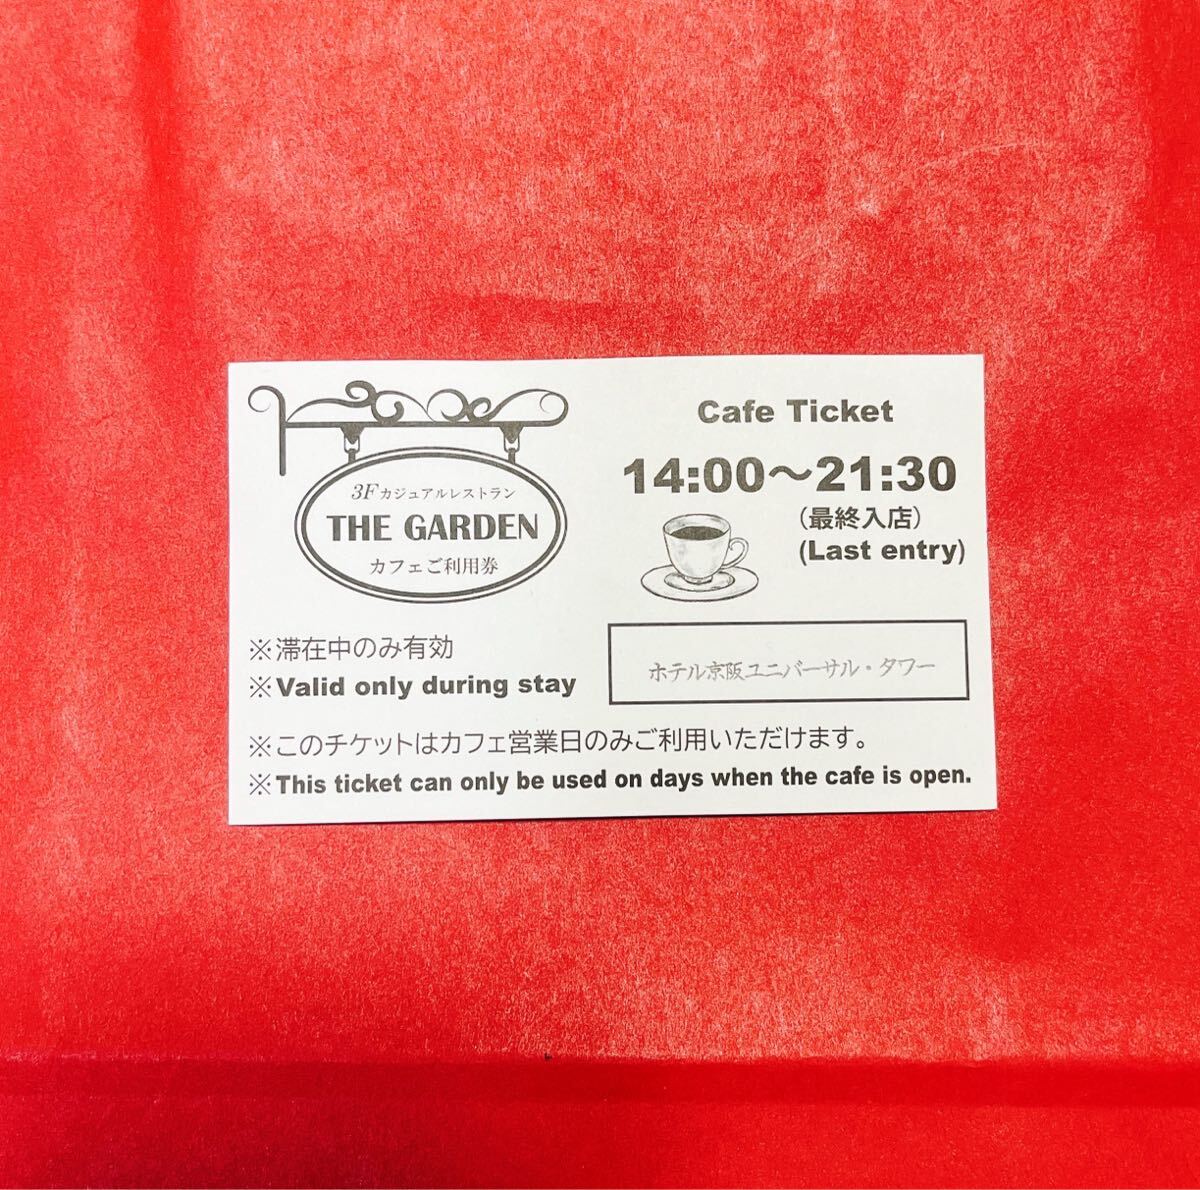 3Fカジュアルレストラン
THE GARDEN
カフェご利用券
Cafe Ticket
14:00～21:30
(最終入店)
(Last entry)
※滞在中のみ有効
※Valid only during stay
ホテル京阪ユニバーサル・タワー
※このチケットはカフェ営業日のみご利用いただけます。
※This ticket can only be used on days when the cafe is open.